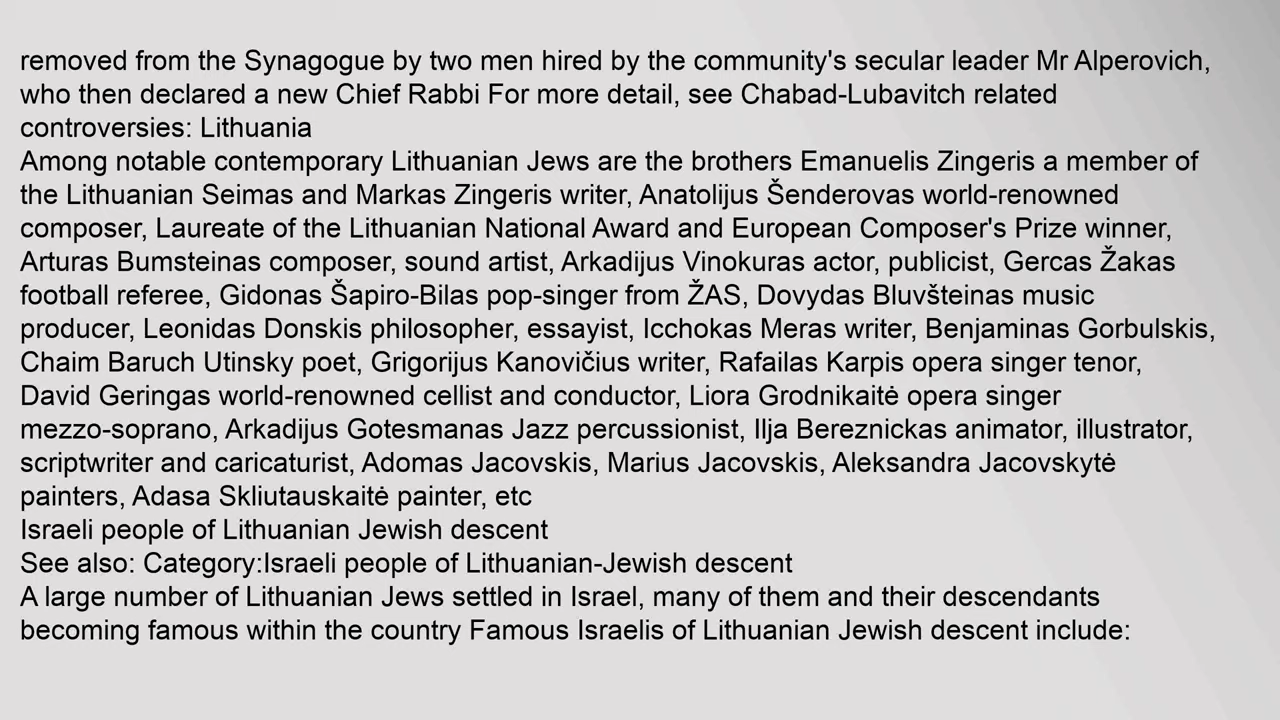 removed from the Synagogue by two men hired by the community's secular leader Mr Alperovich,
who then declared a new Chief Rabbi For more detail, see Chabad-Lubavitch related
controversies: Lithuania
Among notable contemporary Lithuanian Jews are the brothers Emanuelis Zingeris a member of
the Lithuanian Seimas and Markas Zingeris writer, Anatolijus Šenderovas world-renowned
composer, Laureate of the Lithuanian National Award and European Composer's Prize winner,
Arturas Bumsteinas composer, sound artist, Arkadijus Vinokuras actor, publicist, Gercas Žakas
football referee, Gidonas Šapiro-Bilas pop-singer from ŽAS, Dovydas Bluvšteinas music
producer, Leonidas Donskis philosopher, essayist, Icchokas Meras writer, Benjaminas Gorbulskis,
Chaim Baruch Utinsky poet, Grigorijus Kanovičius writer, Rafailas Karpis opera singer tenor,
David Geringas world-renowned cellist and conductor, Liora Grodnikaitė opera singer
mezzo-soprano, Arkadijus Gotesmanas Jazz percussionist, Ilja Bereznickas animator, illustrator,
scriptwriter and caricaturist, Adomas Jacovskis, Marius Jacovskis, Aleksandra Jacovskytė
painters, Adasa Skliutauskaitė painter, etc
Israeli people of Lithuanian Jewish descent
See also: Category:Israeli people of Lithuanian-Jewish descent
A large number of Lithuanian Jews settled in Israel, many of them and their descendants
becoming famous within the country Famous Israelis of Lithuanian Jewish descent include: